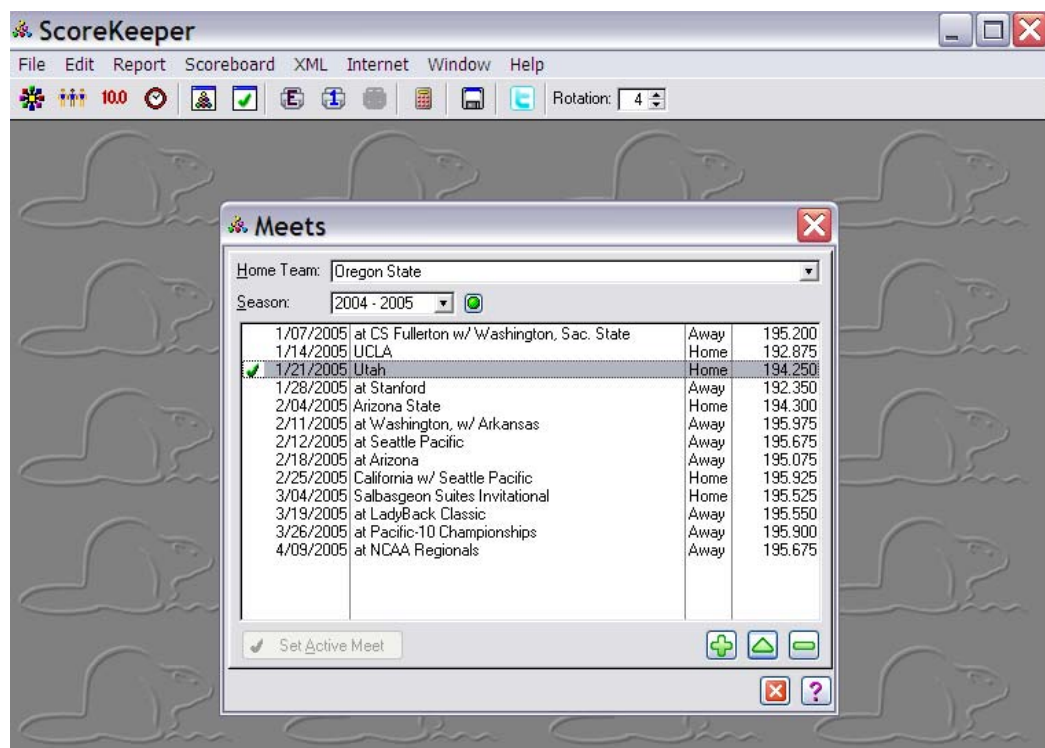 ScoreKeeper
File Edit Report Scoreboard XML Internet Window Help
10.0 E 1 t Rotation: 4
Meets
Home Team: Oregon State
Season: 2004 - 2005
1/07/2005 at CS Fullerton w/ Washington, Sac. State Away 195.200
1/14/2005 UCLA Home 192.875
1/21/2005 Utah Home 194.250
1/28/2005 at Stanford Away 192.350
2/04/2005 Arizona State Home 194.300
2/11/2005 at Washington, w/ Arkansas Away 195.975
2/12/2005 at Seattle Pacific Away 195.675
2/18/2005 at Arizona Away 195.075
2/25/2005 California w/ Seattle Pacific Home 195.925
3/04/2005 Salbasgeon Suites Invitational Home 195.525
3/19/2005 at LadyBack Classic Away 195.550
3/26/2005 at Pacific-10 Championships Away 195.900
4/09/2005 at NCAA Regionals Away 195.675
Set Active Meet
?